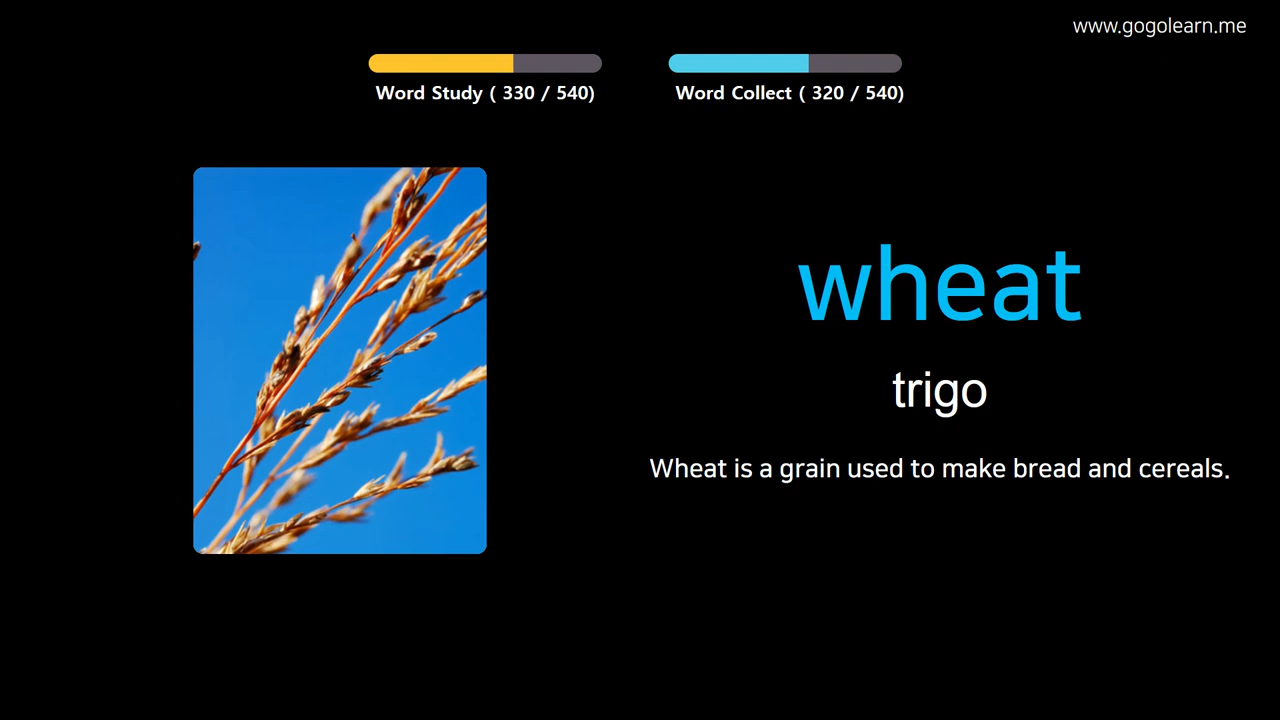 www.gogolearn.me
Word Study ( 330 / 540)
Word Collect ( 320 / 540)
wheat
trigo
Wheat is a grain used to make bread and cereals.